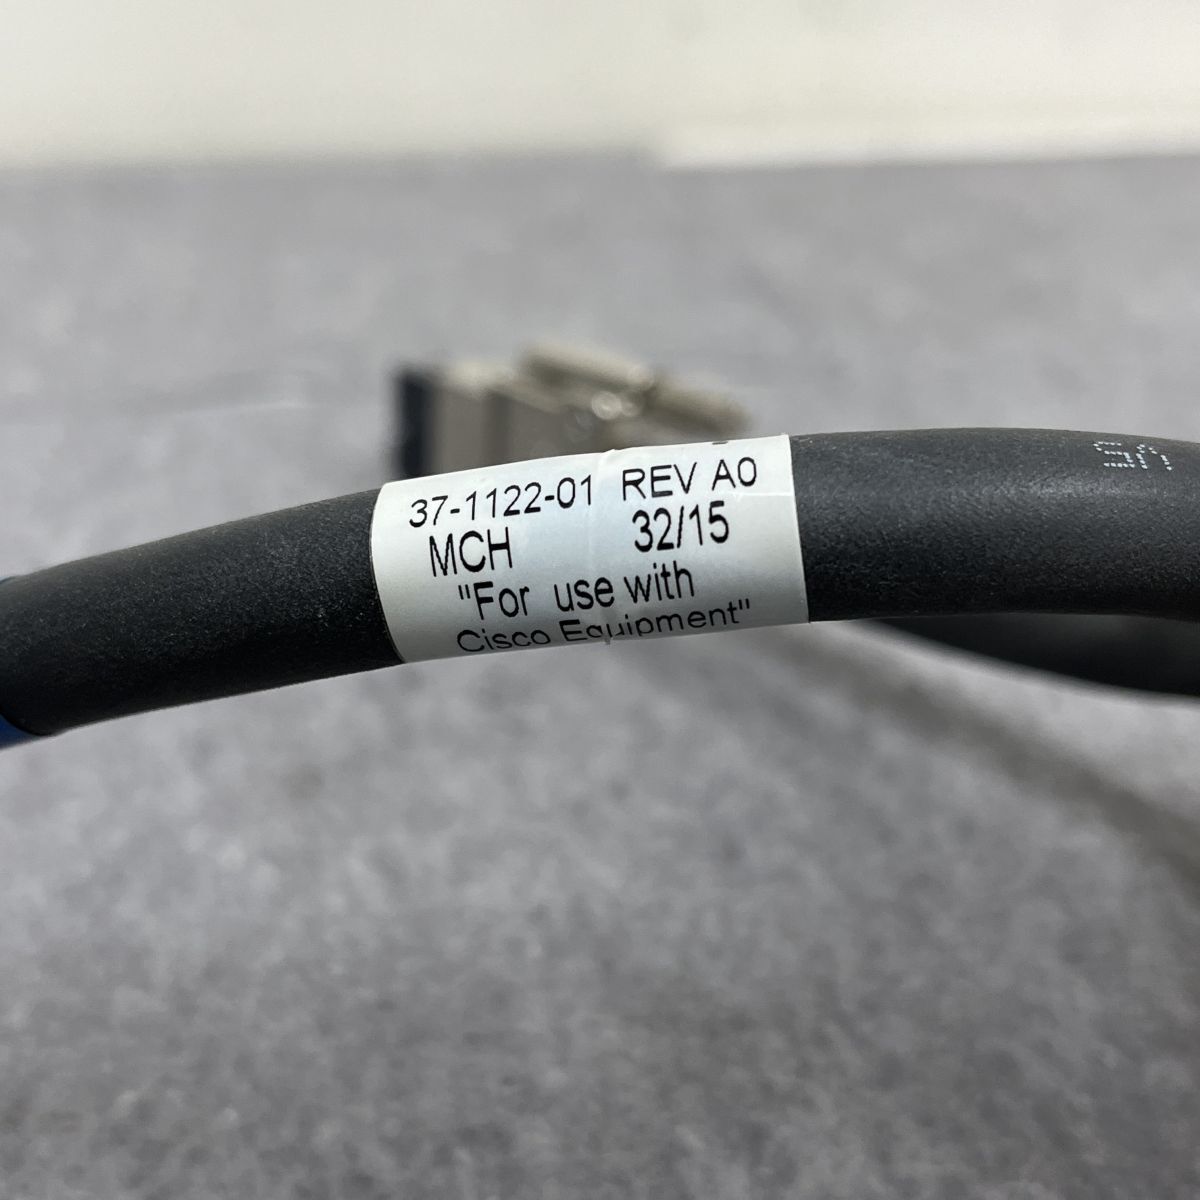 37-1122-01 REV A0
MCH 32/15
"For use with
Cisco Equipment"